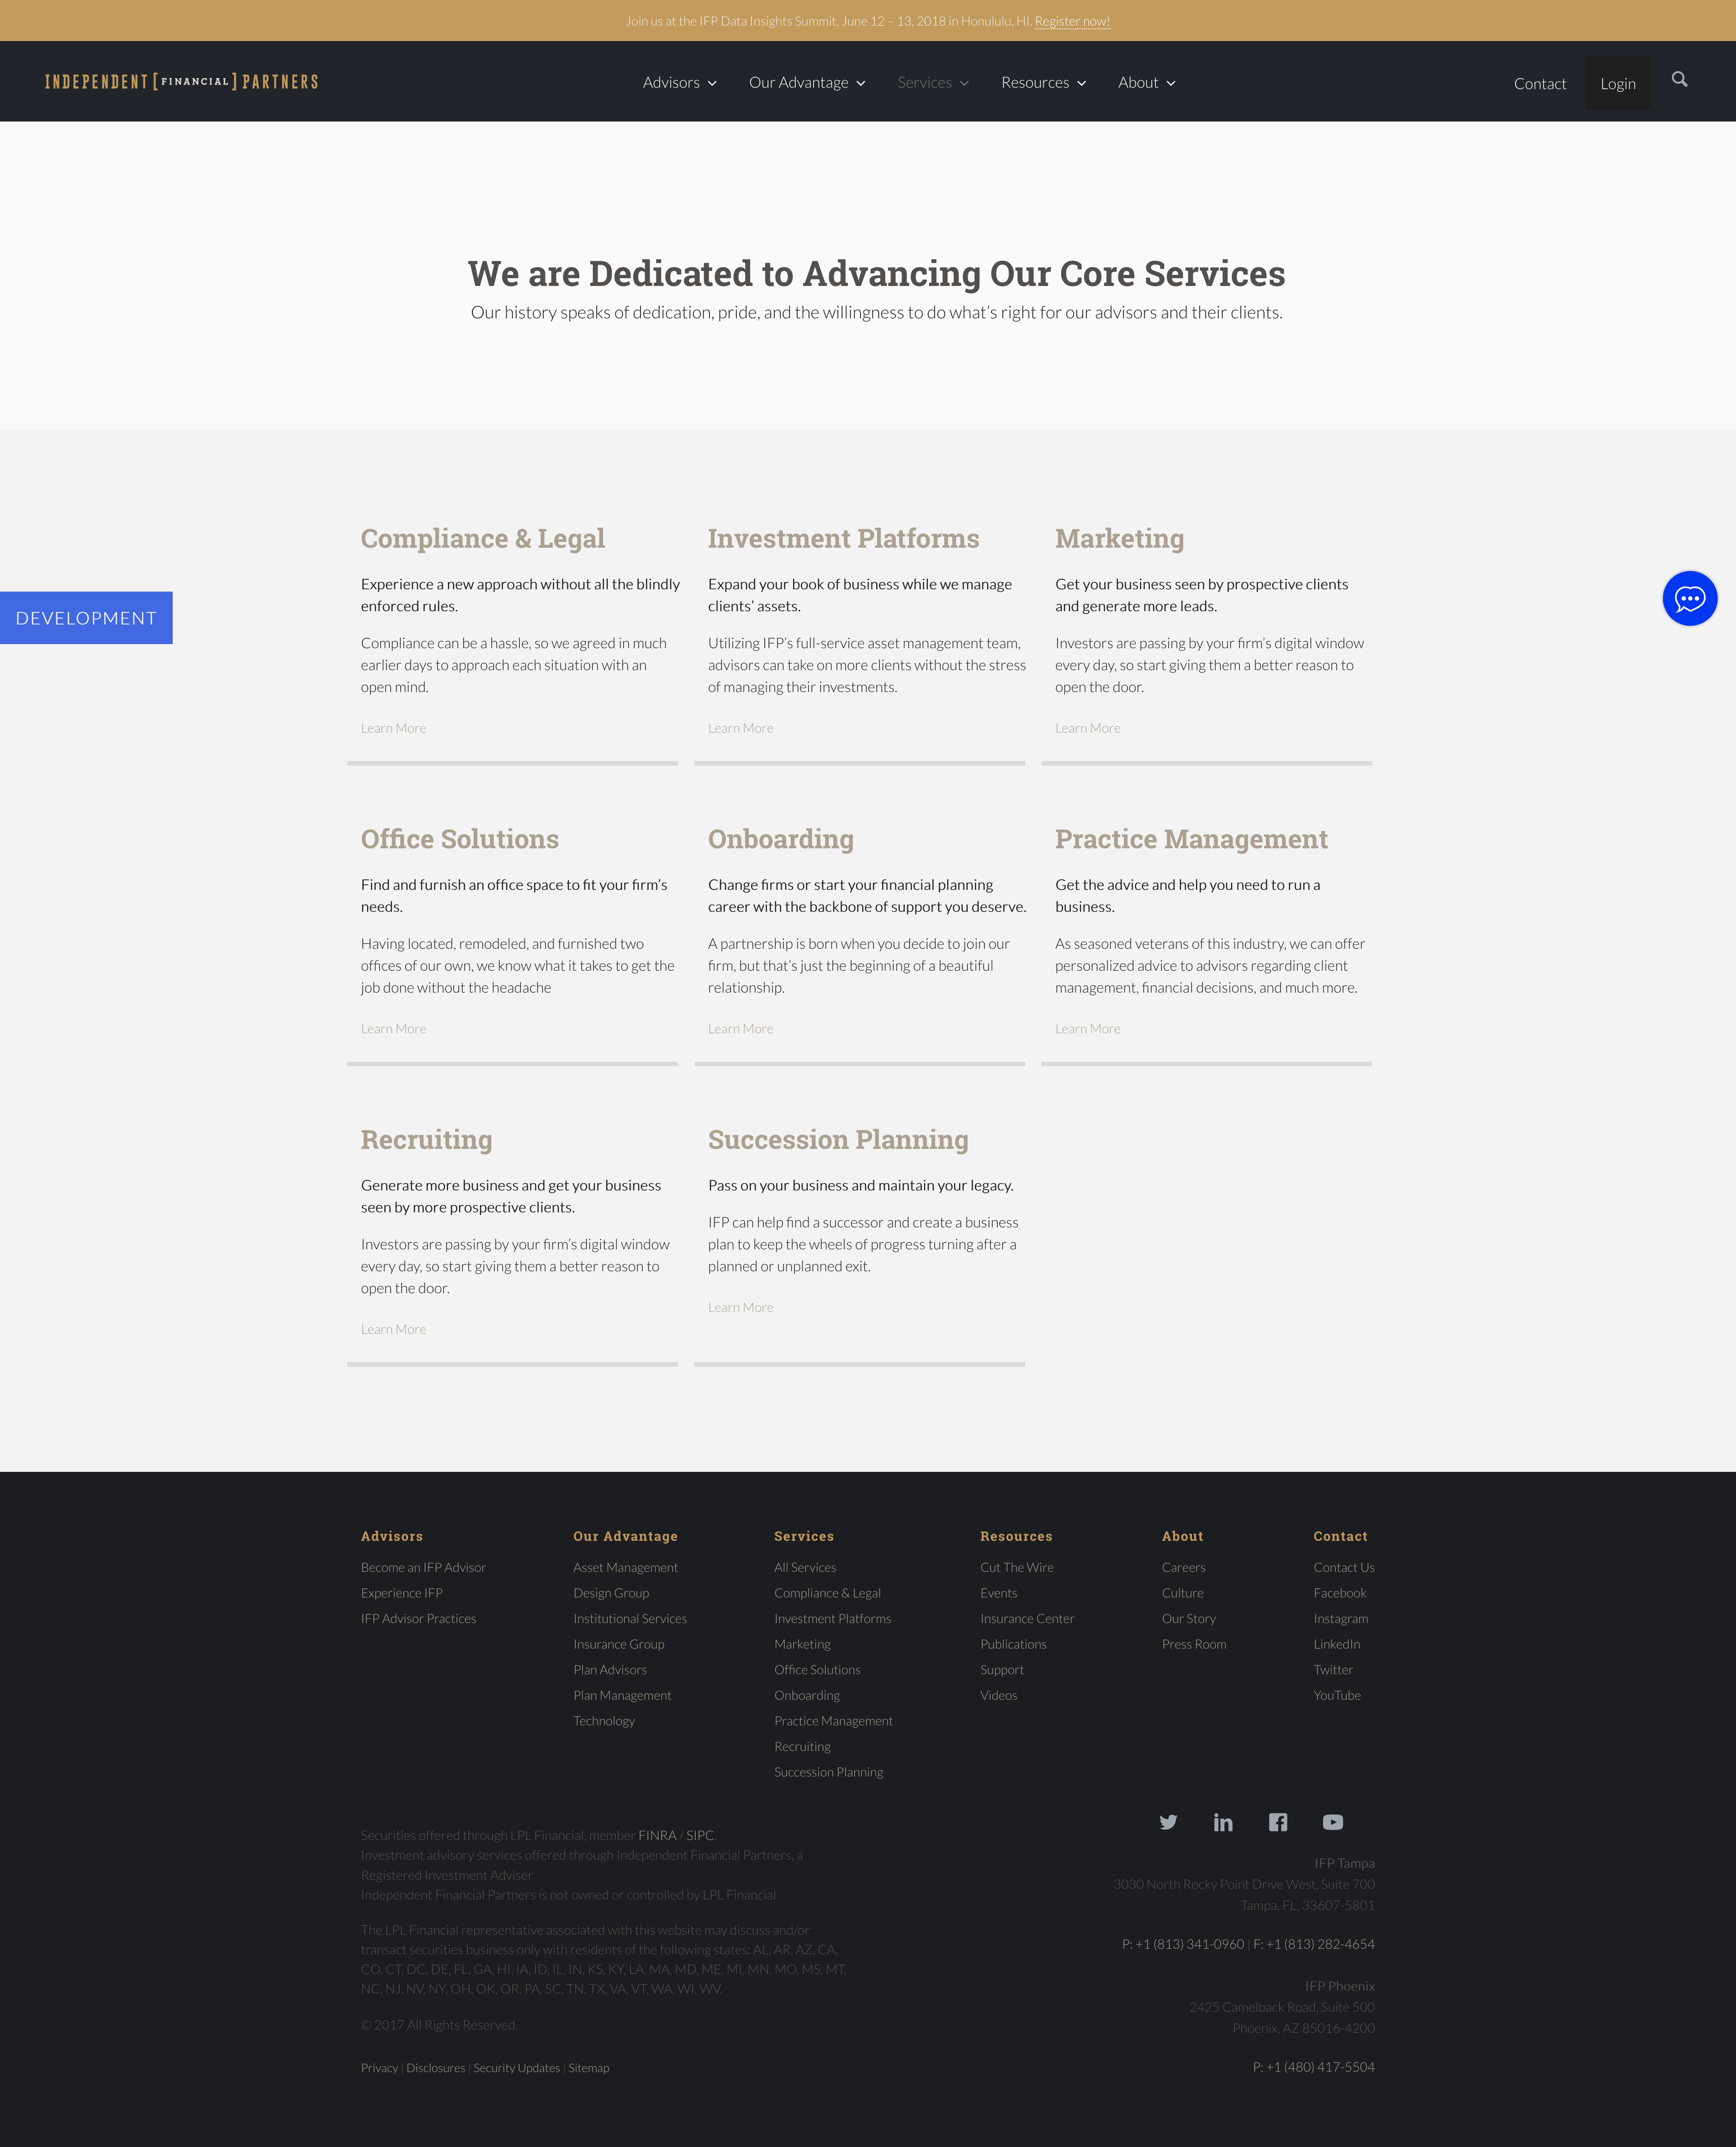 Join us at the IFP Data Insights Summit, June 12 – 13, 2018 in Honululu, HI. Register now!
INDEPENDENT [FINANCIAL] PARTNERS
Advisors
Our Advantage
Services
Resources
About
Contact
Login
We are Dedicated to Advancing Our Core Services
Our history speaks of dedication, pride, and the willingness to do what’s right for our advisors and their clients.
DEVELOPMENT
Compliance & Legal
Experience a new approach without all the blindly
enforced rules.
Compliance can be a hassle, so we agreed in much
earlier days to approach each situation with an
open mind.
Learn More
Investment Platforms
Expand your book of business while we manage
clients’ assets.
Utilizing IFP’s full-service asset management team,
advisors can take on more clients without the stress
of managing their investments.
Learn More
Marketing
Get your business seen by prospective clients
and generate more leads.
Investors are passing by your firm’s digital window
every day, so start giving them a better reason to
open the door.
Learn More
Office Solutions
Find and furnish an office space to fit your firm’s
needs.
Having located, remodeled, and furnished two
offices of our own, we know what it takes to get the
job done without the headache
Learn More
Onboarding
Change firms or start your financial planning
career with the backbone of support you deserve.
A partnership is born when you decide to join our
firm, but that’s just the beginning of a beautiful
relationship.
Learn More
Practice Management
Get the advice and help you need to run a
business.
As seasoned veterans of this industry, we can offer
personalized advice to advisors regarding client
management, financial decisions, and much more.
Learn More
Recruiting
Generate more business and get your business
seen by more prospective clients.
Investors are passing by your firm’s digital window
every day, so start giving them a better reason to
open the door.
Learn More
Succession Planning
Pass on your business and maintain your legacy.
IFP can help find a successor and create a business
plan to keep the wheels of progress turning after a
planned or unplanned exit.
Learn More
Advisors
Become an IFP Advisor
Experience IFP
IFP Advisor Practices
Our Advantage
Asset Management
Design Group
Institutional Services
Insurance Group
Plan Advisors
Plan Management
Technology
Services
All Services
Compliance & Legal
Investment Platforms
Marketing
Office Solutions
Onboarding
Practice Management
Recruiting
Succession Planning
Resources
Cut The Wire
Events
Insurance Center
Publications
Support
Videos
About
Careers
Culture
Our Story
Press Room
Contact
Contact Us
Facebook
Instagram
LinkedIn
Twitter
YouTube
Securities offered through LPL Financial, member FINRA / SIPC.
Investment advisory services offered through Independent Financial Partners, a
Registered Investment Adviser
Independent Financial Partners is not owned or controlled by LPL Financial
The LPL Financial representative associated with this website may discuss and/or
transact securities business only with residents of the following states: AL, AR, AZ, CA,
CO, CT, DC, DE, FL, GA, HI, IA, ID, IL, IN, KS, KY, LA, MA, MD, ME, MI, MN, MO, MS, MT,
NC, NJ, NV, NY, OH, OK, OR, PA, SC, TN, TX, VA, VT, WA, WI, WV.
© 2017 All Rights Reserved.
Privacy | Disclosures | Security Updates | Sitemap
IFP Tampa
3030 North Rocky Point Drive West, Suite 700
Tampa, FL, 33607-5801
P: +1 (813) 341-0960 | F: +1 (813) 282-4654
IFP Phoenix
2425 Camelback Road, Suite 500
Phoenix, AZ 85016-4200
P: +1 (480) 417-5504